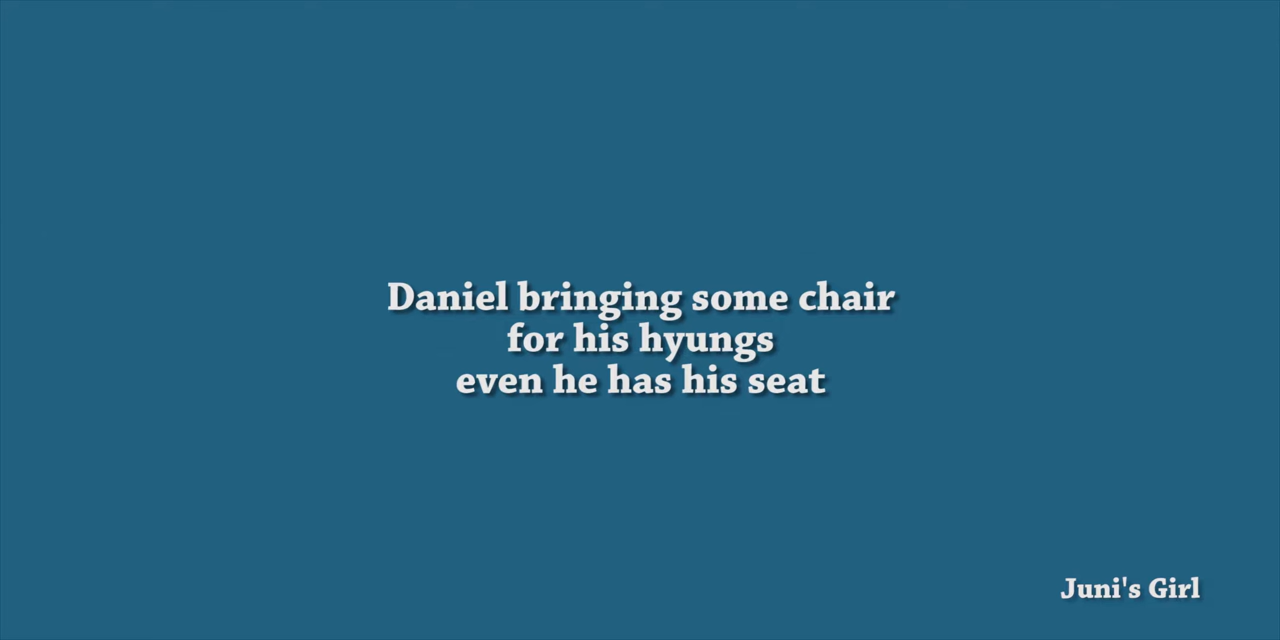 Daniel bringing some chair
for his hyungs
even he has his seat
Juni's Girl